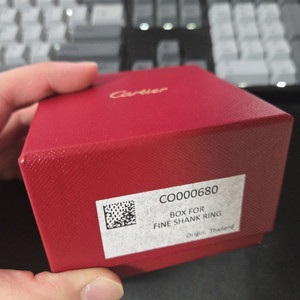 Cartier
CO000680
BOX FOR
FINE SHANK RING
Origin: Thailand